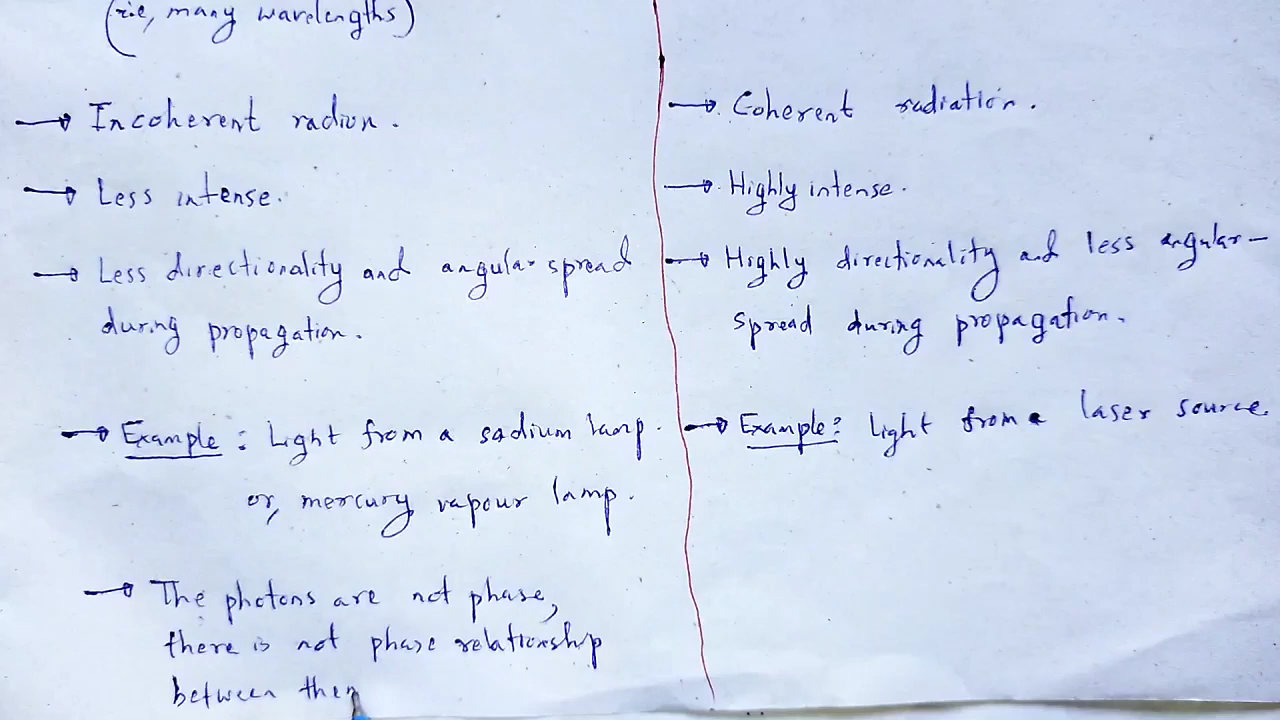 (i.e, many wavelengths)
→ Incoherent radion.
→ Less intense.
→ Less directionality and angular spread
during propagation.
→ Example: Light from a sodium lamp.
or, mercury vapour lamp.
→ The photons are not phase,
there is not phase relationship
between them
→ Coherent radiation.
→ Highly intense.
→ Highly directionality and less angular-
spread during propagation.
→ Example: Light from a laser source.